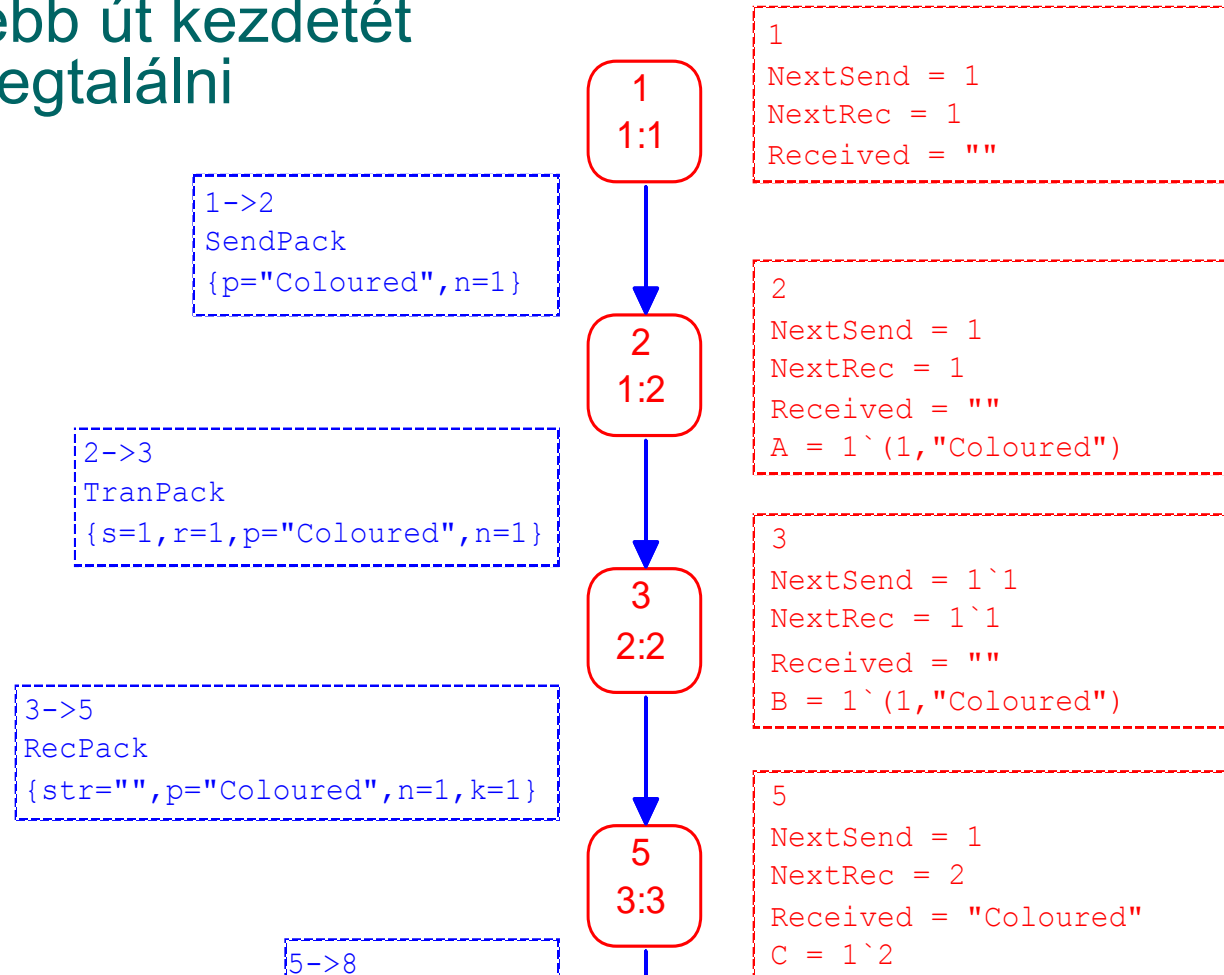 ebb út kezdetét
egtalálni
1
1:1
1
NextSend = 1
NextRec = 1
Received = ""
1->2
SendPack
{p="Coloured",n=1}
2
1:2
2
NextSend = 1
NextRec = 1
Received = ""
A = 1`(1,"Coloured")
2->3
TranPack
{s=1,r=1,p="Coloured",n=1}
3
2:2
3
NextSend = 1`1
NextRec = 1`1
Received = ""
B = 1`(1,"Coloured")
3->5
RecPack
{str="",p="Coloured",n=1,k=1}
5
3:3
5
NextSend = 1
NextRec = 2
Received = "Coloured"
C = 1`2
5->8